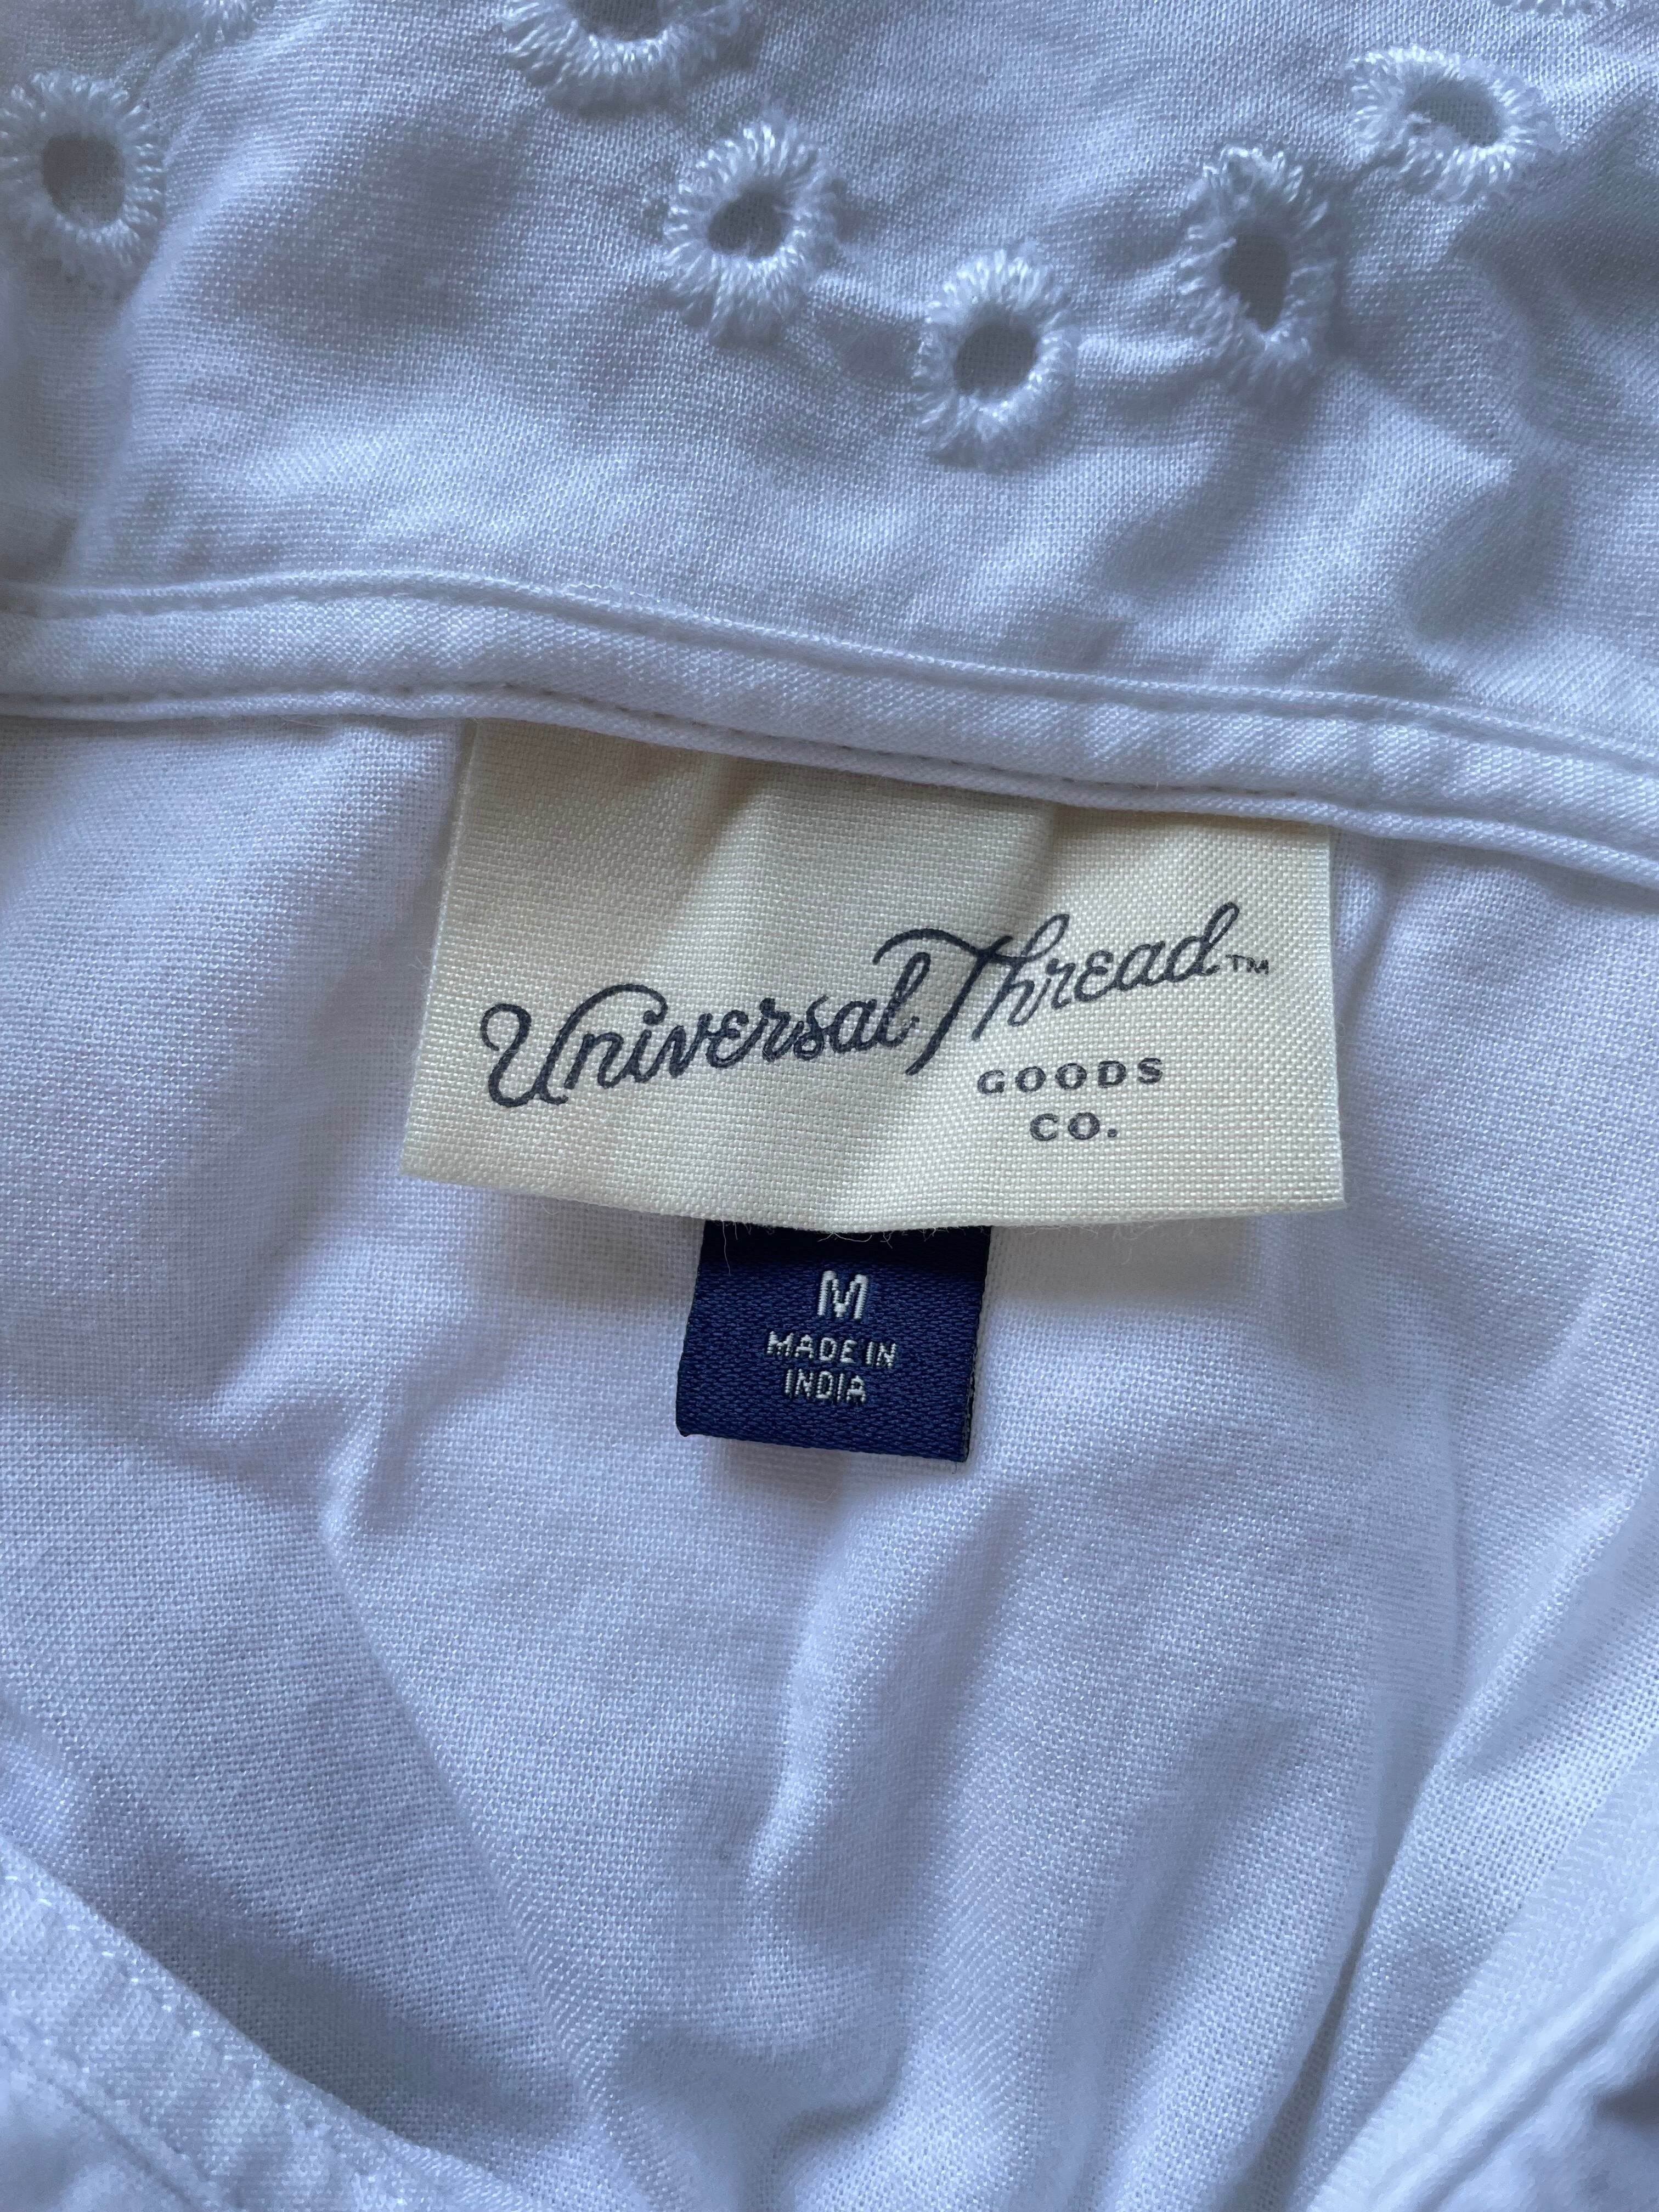 Universal Thread™
GOODS
CO.
M
MADE IN
INDIA